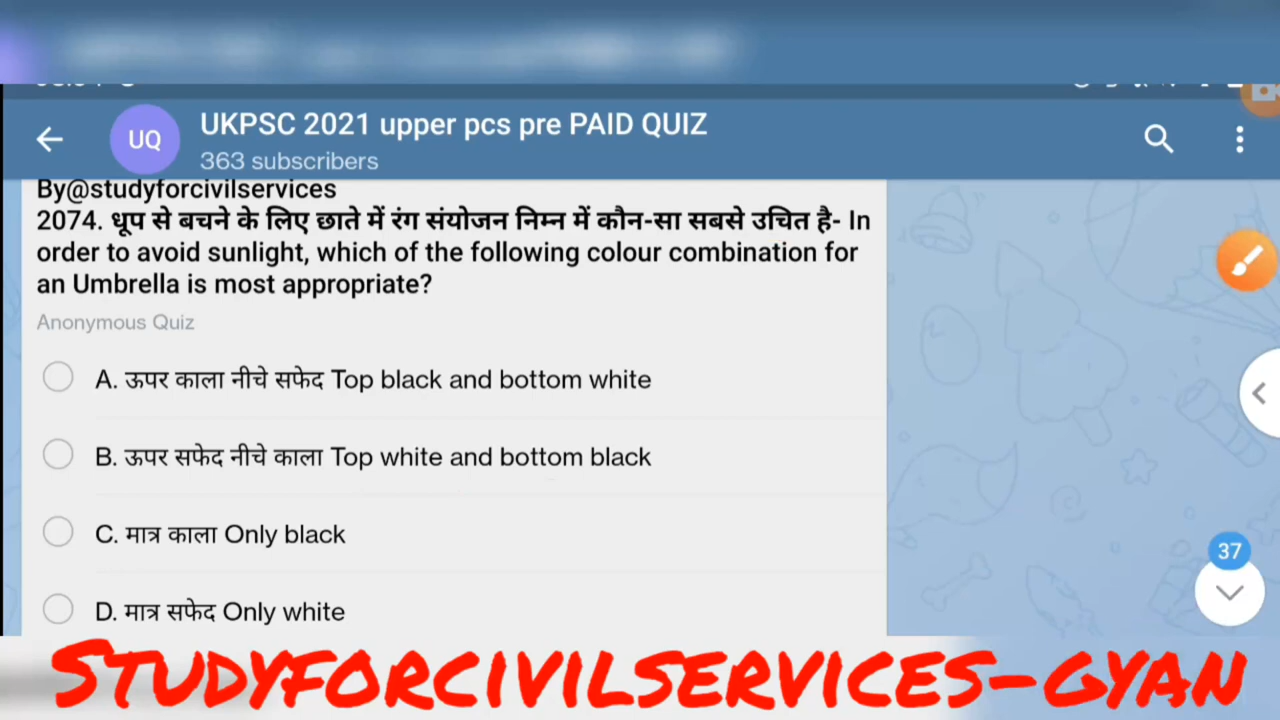 UQ
UKPSC 2021 upper pcs pre PAID QUIZ
363 subscribers
By@studyforcivilservices
2074. धूप से बचने के लिए छाते में रंग संयोजन निम्न में कौन-सा सबसे उचित है- In
order to avoid sunlight, which of the following colour combination for
an Umbrella is most appropriate?
Anonymous Quiz
A. ऊपर काला नीचे सफेद Top black and bottom white
B. ऊपर सफेद नीचे काला Top white and bottom black
C. मात्र काला Only black
37
D. मात्र सफेद Only white
STUDYFORCIVILSERVICES-GYAN